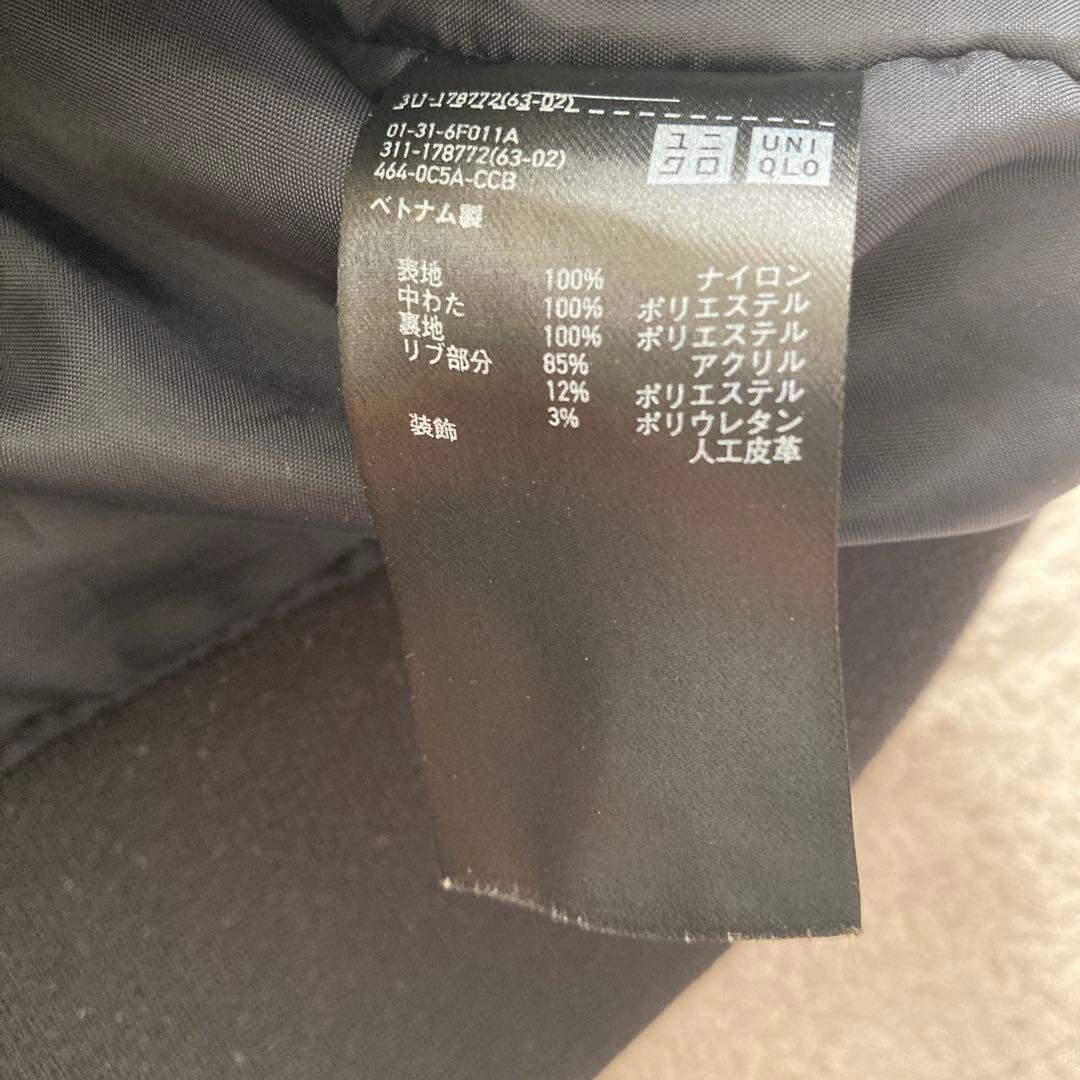 311-178772(63-02)
01-31-6F011A
311-178772(63-02)
464-0C5A-CCB
ユニ
クロ
UNI
QLO
ベトナム製
表地 100% ナイロン
中わた 100% ポリエステル
裏地 100% ポリエステル
リブ部分 85% アクリル
12% ポリエステル
3% ポリウレタン
装飾 人工皮革